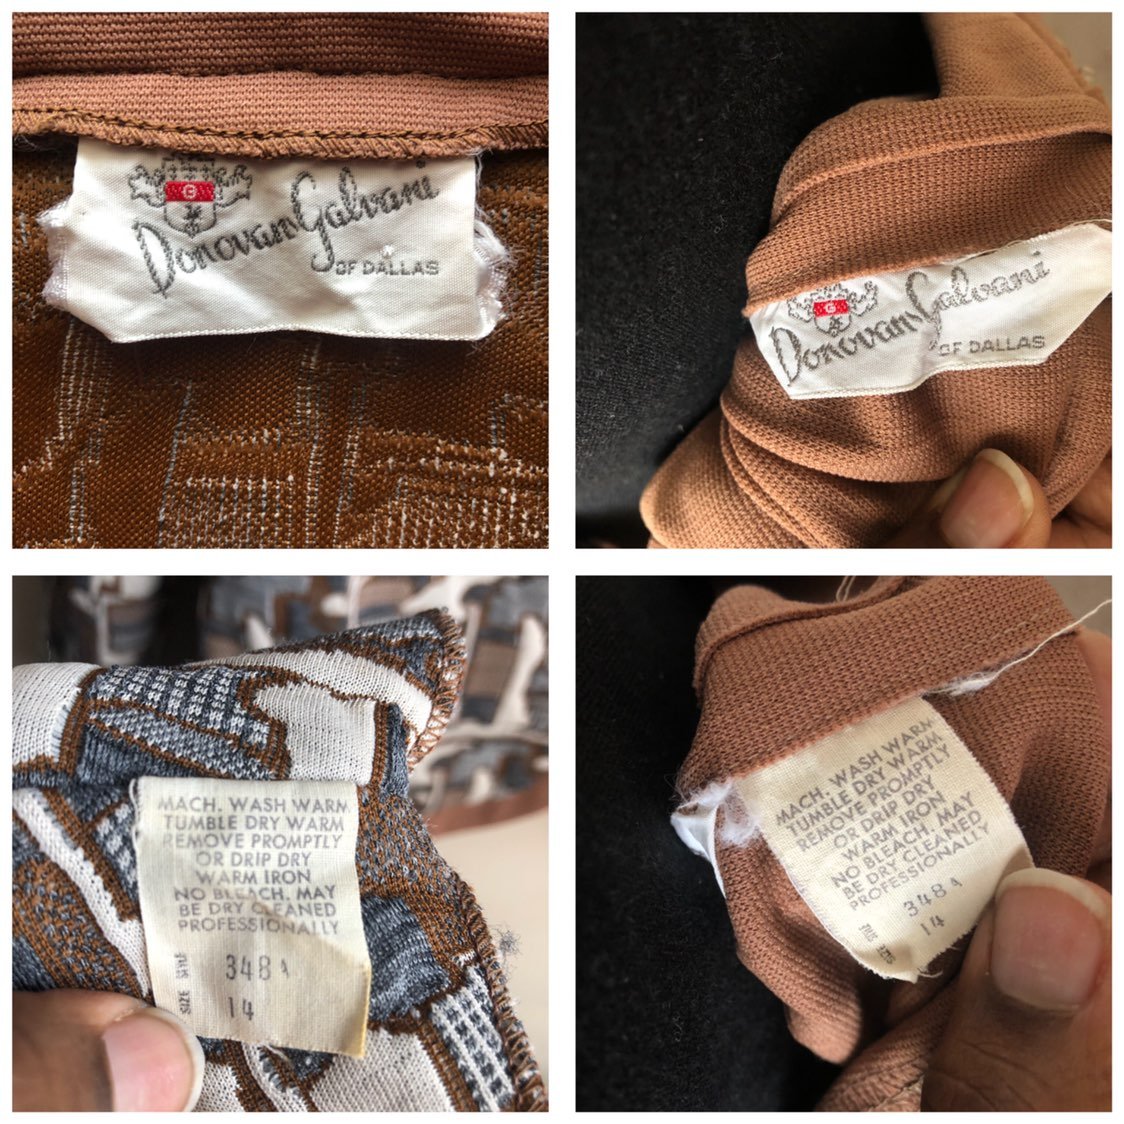 G
Donovan Galvani
OF DALLAS
G
Donovan Galvani
OF DALLAS
MACH. WASH WARM
TUMBLE DRY WARM
REMOVE PROMPTLY
OR DRIP DRY
WARM IRON
NO BLEACH. MAY
BE DRY CLEANED
PROFESSIONALLY
STYLE 348
SIZE 14
MACH. WASH WARM
TUMBLE DRY WARM
REMOVE PROMPTLY
OR DRIP DRY
WARM IRON
NO BLEACH. MAY
BE DRY CLEANED
PROFESSIONALLY
348
14